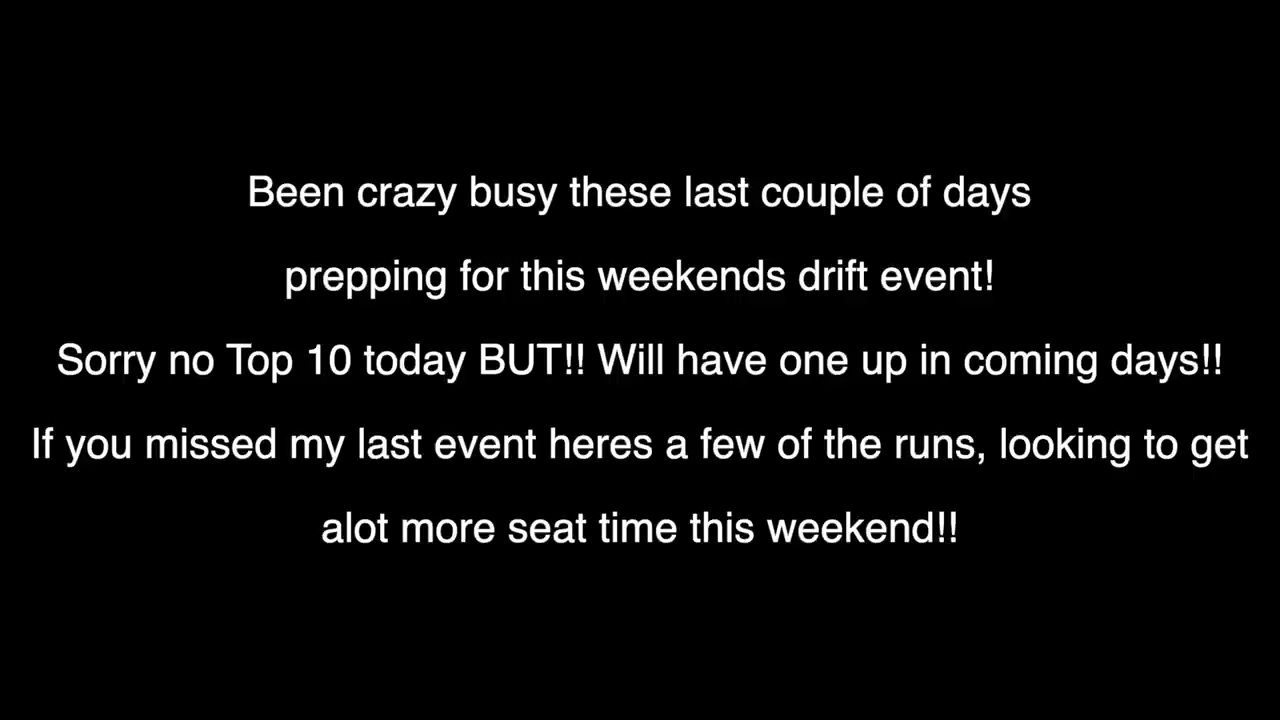 Been crazy busy these last couple of days
prepping for this weekends drift event!
Sorry no Top 10 today BUT!! Will have one up in coming days!!
If you missed my last event heres a few of the runs, looking to get
alot more seat time this weekend!!